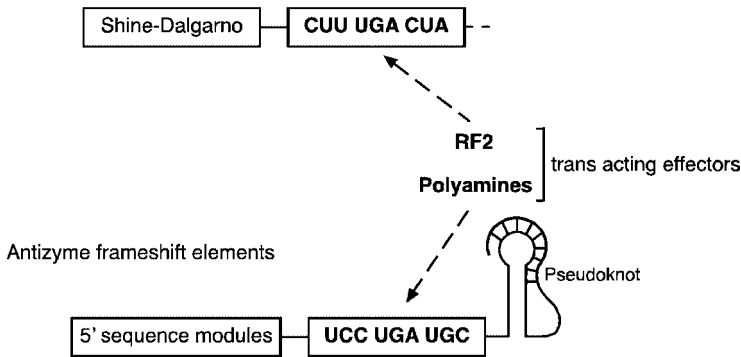 Shine-Dalgarno CUU UGA CUA
RF2
trans acting effectors
Polyamines
Antizyme frameshift elements
Pseudoknot
5' sequence modules UCC UGA UGC